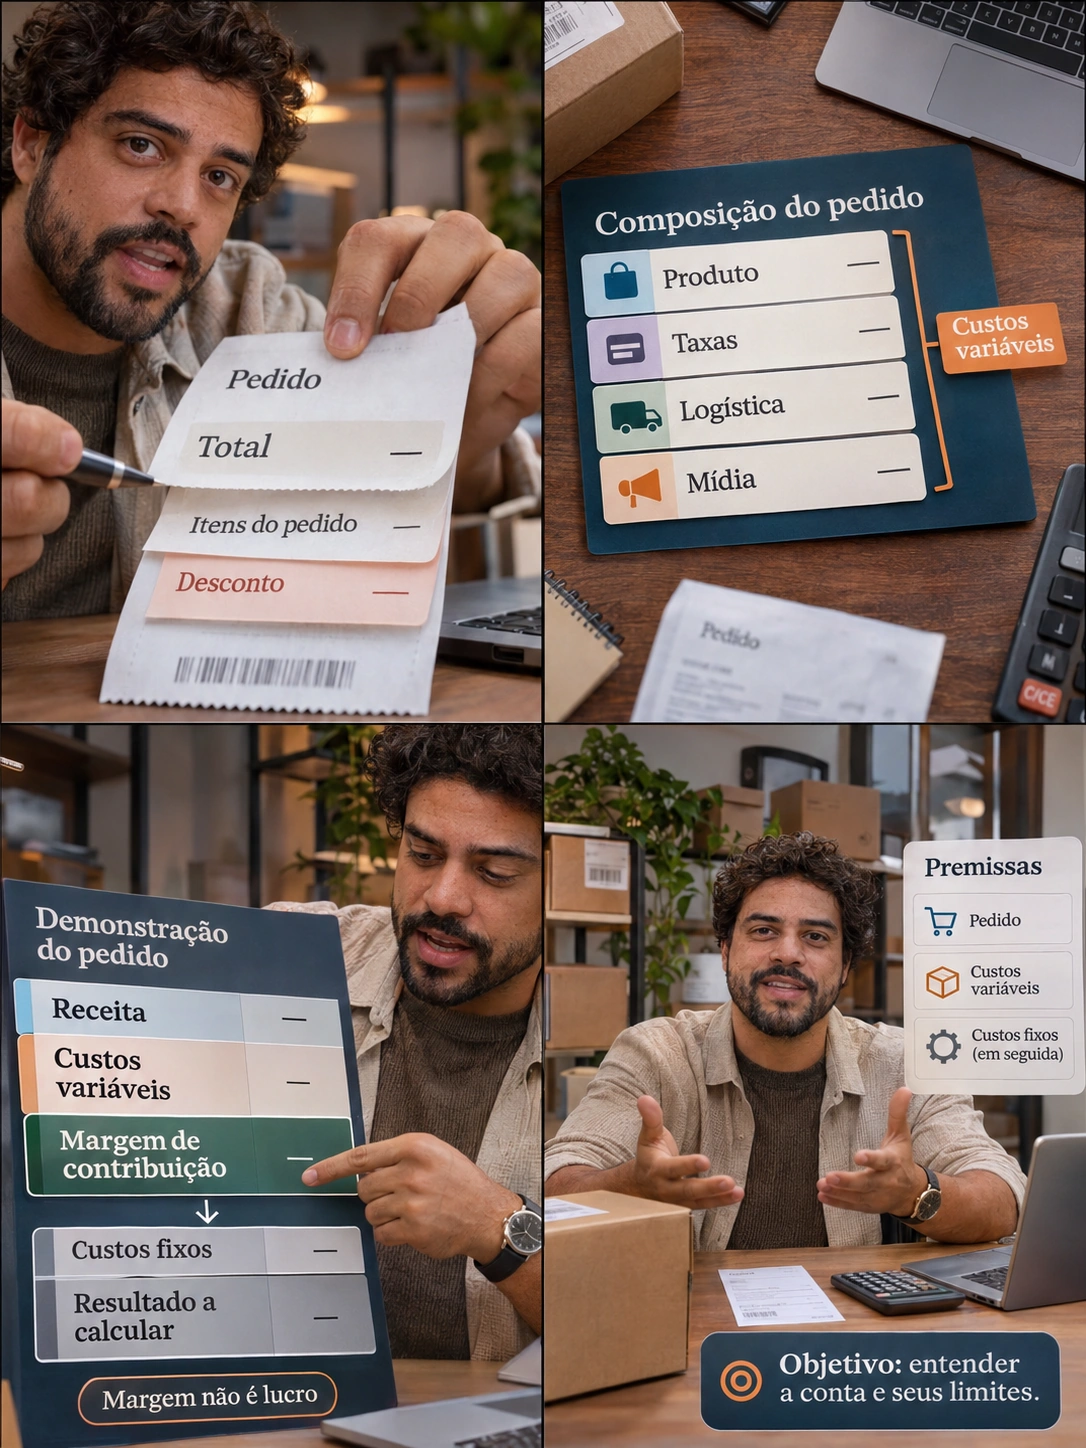 Pedido
Total —
Itens do pedido —
Desconto —
Composição do pedido
Produto —
Taxas —
Logística —
Mídia —
Custos
variáveis
Pedido
C/CE
Demonstração
do pedido
Receita —
Custos
variáveis —
Margem de
contribuição —
↓
Custos fixos —
Resultado a
calcular —
Margem não é lucro
Premissas
Pedido
Custos
variáveis
Custos fixos
(em seguida)
Objetivo: entender
a conta e seus limites.